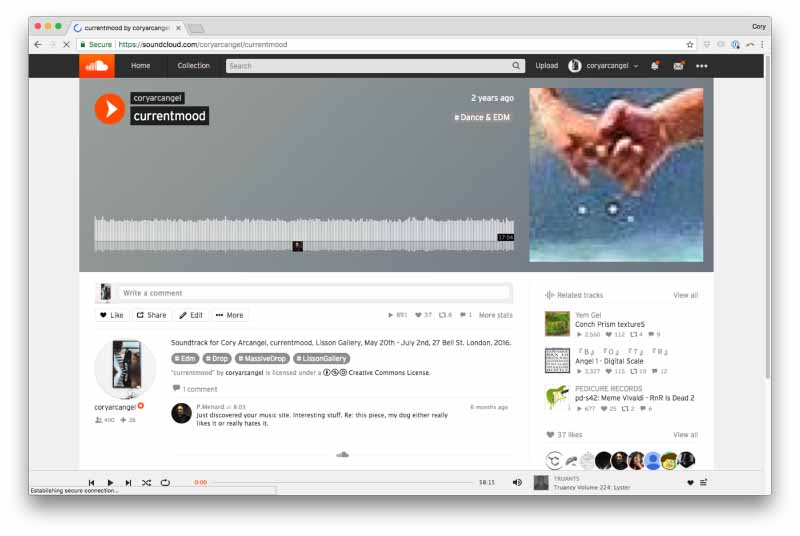 currentmood by coryarcangel
Cory
Secure https://soundcloud.com/coryarcangel/currentmood
Home
Collection
Search
Upload
coryarcangel
coryarcangel
currentmood
2 years ago
# Dance & EDM
17:04
Write a comment
Like
Share
Edit
More
891
37
6
1
More stats
Soundtrack for Cory Arcangel, currentmood, Lisson Gallery, May 20th - July 2nd, 27 Bell St. London, 2016.
# Edm
# Drop
# MassiveDrop
# LissonGallery
"currentmood" by coryarcangel is licensed under a Creative Commons License.
1 comment
coryarcangel
400
26
P.Menard at 8:03:
6 months ago
Just discovered your music site. Interesting stuff. Re: this piece, my dog either really
likes it or really hates it.
Related tracks
View all
Yem Gel
Conch Prism textureS
2,560
112
4
9
『B』『O』『T』『R』
Angel 1 - Digital Scale
3,327
115
10
12
PEDICURE RECORDS
pd-s42: Meme Vivaldi - RnR is Dead 2
677
25
2
6
37 likes
View all
0:00
58:15
TRUANTS
Truancy Volume 224: Lyster
Establishing secure connection...